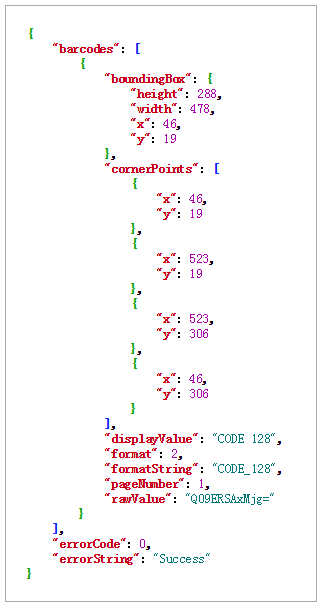 {
"barcodes": [
{
"boundingBox": {
"height": 288,
"width": 478,
"x": 46,
"y": 19
},
"cornerPoints": [
{
"x": 46,
"y": 19
},
{
"x": 523,
"y": 19
},
{
"x": 523,
"y": 306
},
{
"x": 46,
"y": 306
}
],
"displayValue": "CODE 128",
"format": 2,
"formatString": "CODE_128",
"pageNumber": 1,
"rawValue": "Q09ERSAxMjg="
}
],
"errorCode": 0,
"errorString": "Success"
}